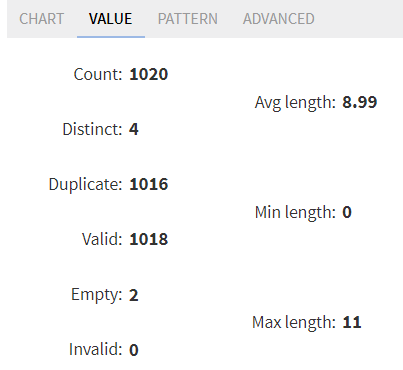 CHART VALUE PATTERN ADVANCED
Count: 1020
Avg length: 8.99
Distinct: 4
Duplicate: 1016
Min length: 0
Valid: 1018
Empty: 2
Max length: 11
Invalid: 0